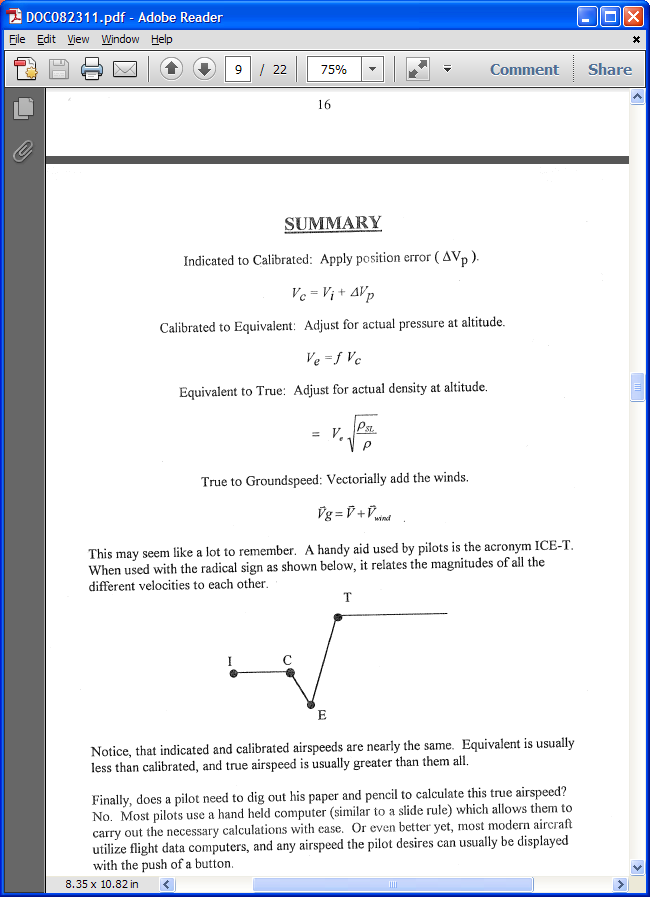 DOC082311.pdf - Adobe Reader
File Edit View Window Help
9 / 22 75% Comment Share
16
SUMMARY
Indicated to Calibrated: Apply position error ( ΔVp ).
Vc = Vi + ΔVp
Calibrated to Equivalent: Adjust for actual pressure at altitude.
Ve = f Vc
Equivalent to True: Adjust for actual density at altitude.
= Ve √(ρSL / ρ)
True to Groundspeed: Vectorially add the winds.
V⃗g = V⃗ + V⃗wind
This may seem like a lot to remember. A handy aid used by pilots is the acronym ICE-T.
When used with the radical sign as shown below, it relates the magnitudes of all the
different velocities to each other.
T
I C
E
Notice, that indicated and calibrated airspeeds are nearly the same. Equivalent is usually
less than calibrated, and true airspeed is usually greater than them all.
Finally, does a pilot need to dig out his paper and pencil to calculate this true airspeed?
No. Most pilots use a hand held computer (similar to a slide rule) which allows them to
carry out the necessary calculations with ease. Or even better yet, most modern aircraft
utilize flight data computers, and any airspeed the pilot desires can usually be displayed
with the push of a button.
8.35 x 10.82 in